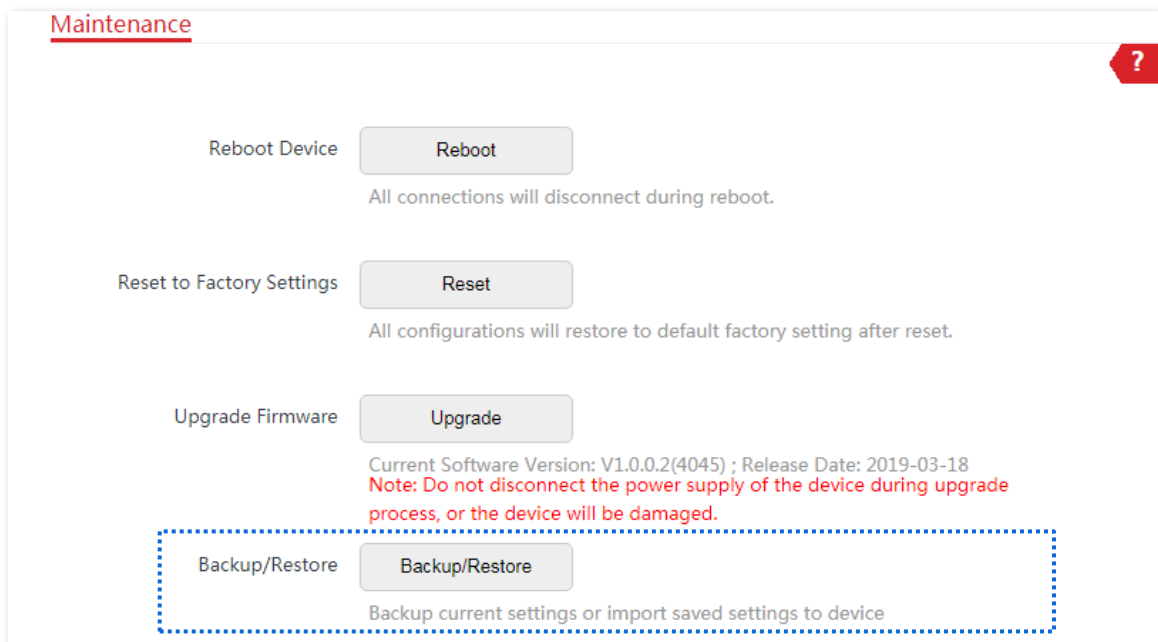 Maintenance
?
Reboot Device Reboot
All connections will disconnect during reboot.
Reset to Factory Settings Reset
All configurations will restore to default factory setting after reset.
Upgrade Firmware Upgrade
Current Software Version: V1.0.0.2(4045) ; Release Date: 2019-03-18
Note: Do not disconnect the power supply of the device during upgrade
process, or the device will be damaged.
Backup/Restore Backup/Restore
Backup current settings or import saved settings to device